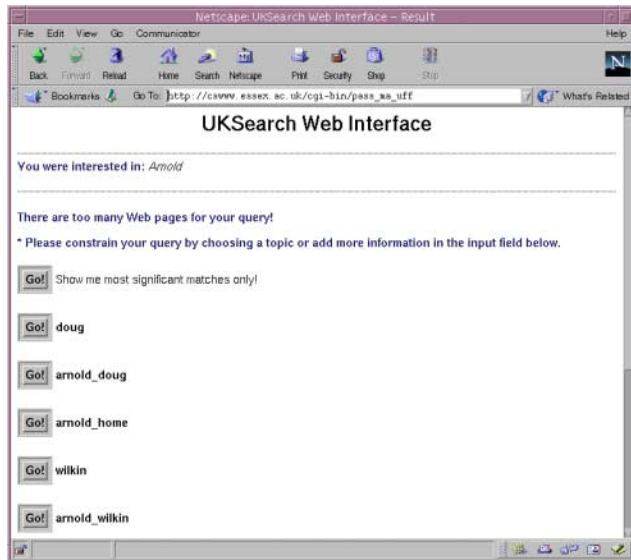 Netscape: UKSearch Web Interface – Result
File Edit View Go Communicator Help
Back Forward Reload Home Search Netscape Print Security Shop Stop
N
Bookmarks Go To: http://cswww.essex.ac.uk/cgi-bin/pass_ma_uff What's Related
UKSearch Web Interface
You were interested in: Arnold
There are too many Web pages for your query!
* Please constrain your query by choosing a topic or add more information in the input field below.
Go! Show me most significant matches only!
Go! doug
Go! arnold_doug
Go! arnold_home
Go! wilkin
Go! arnold_wilkin